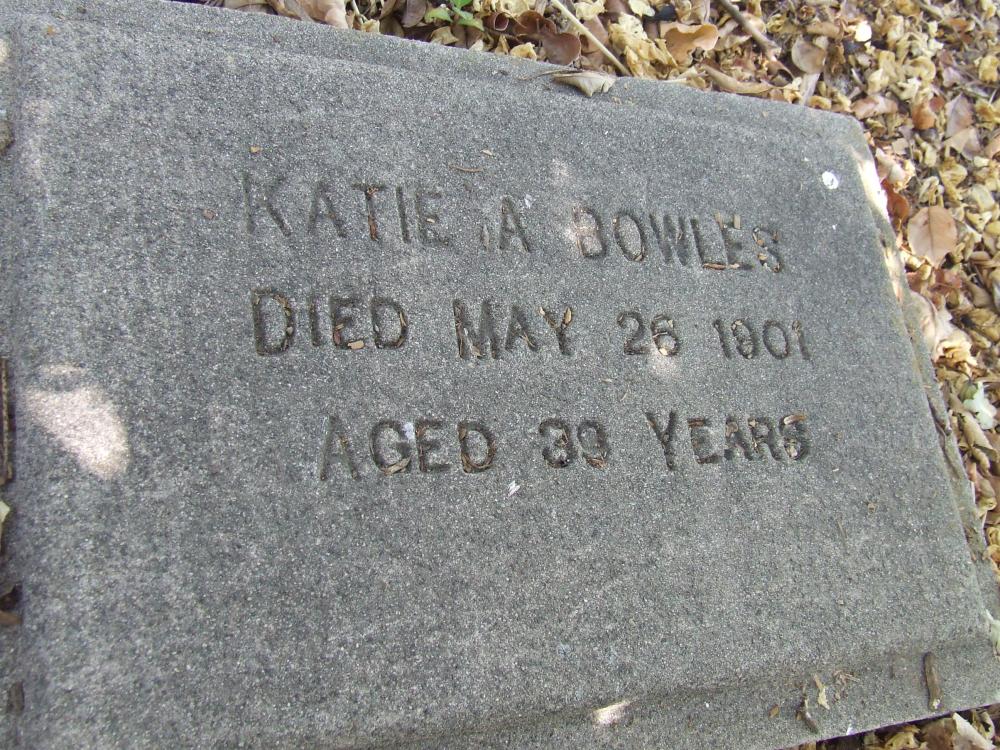 KATIE A BOWLES
DIED MAY 26 1901
AGED 39 YEARS